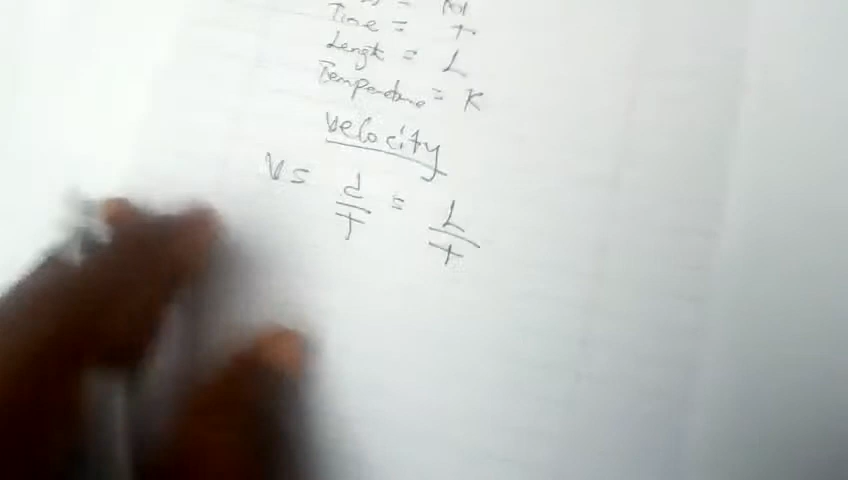 = M
Time = T
Length = L
Temperature = K
Velocity
V = d/T = L/T